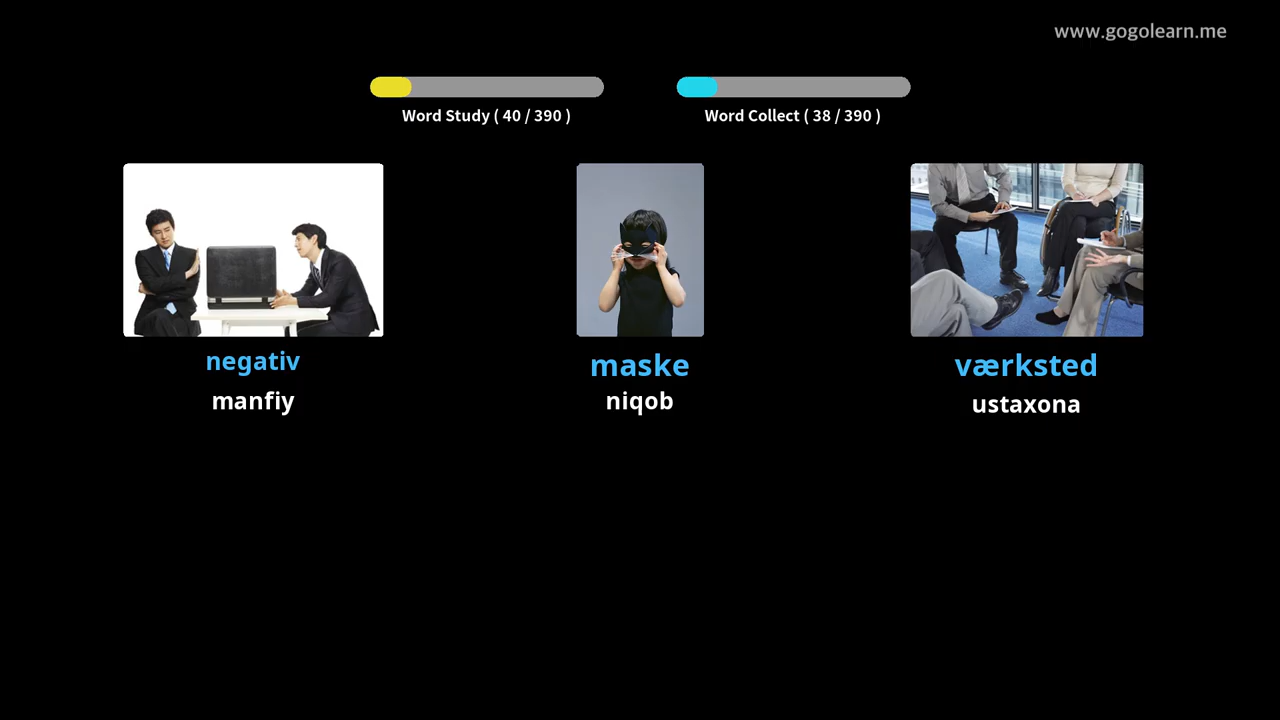 www.gogolearn.me
Word Study ( 40 / 390 )
Word Collect ( 38 / 390 )
negativ
manfiy
maske
niqob
værksted
ustaxona